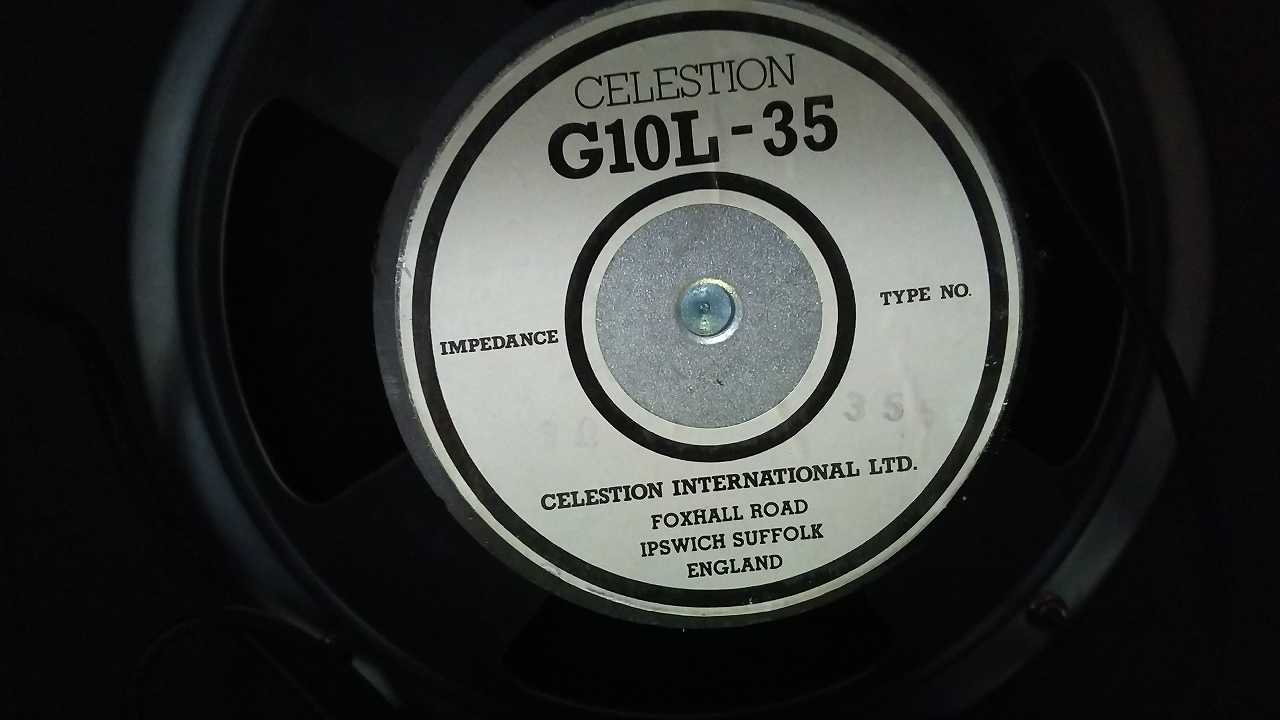 CELESTION
G10L-35
TYPE NO.
IMPEDANCE
CELESTION INTERNATIONAL LTD.
FOXHALL ROAD
IPSWICH SUFFOLK
ENGLAND